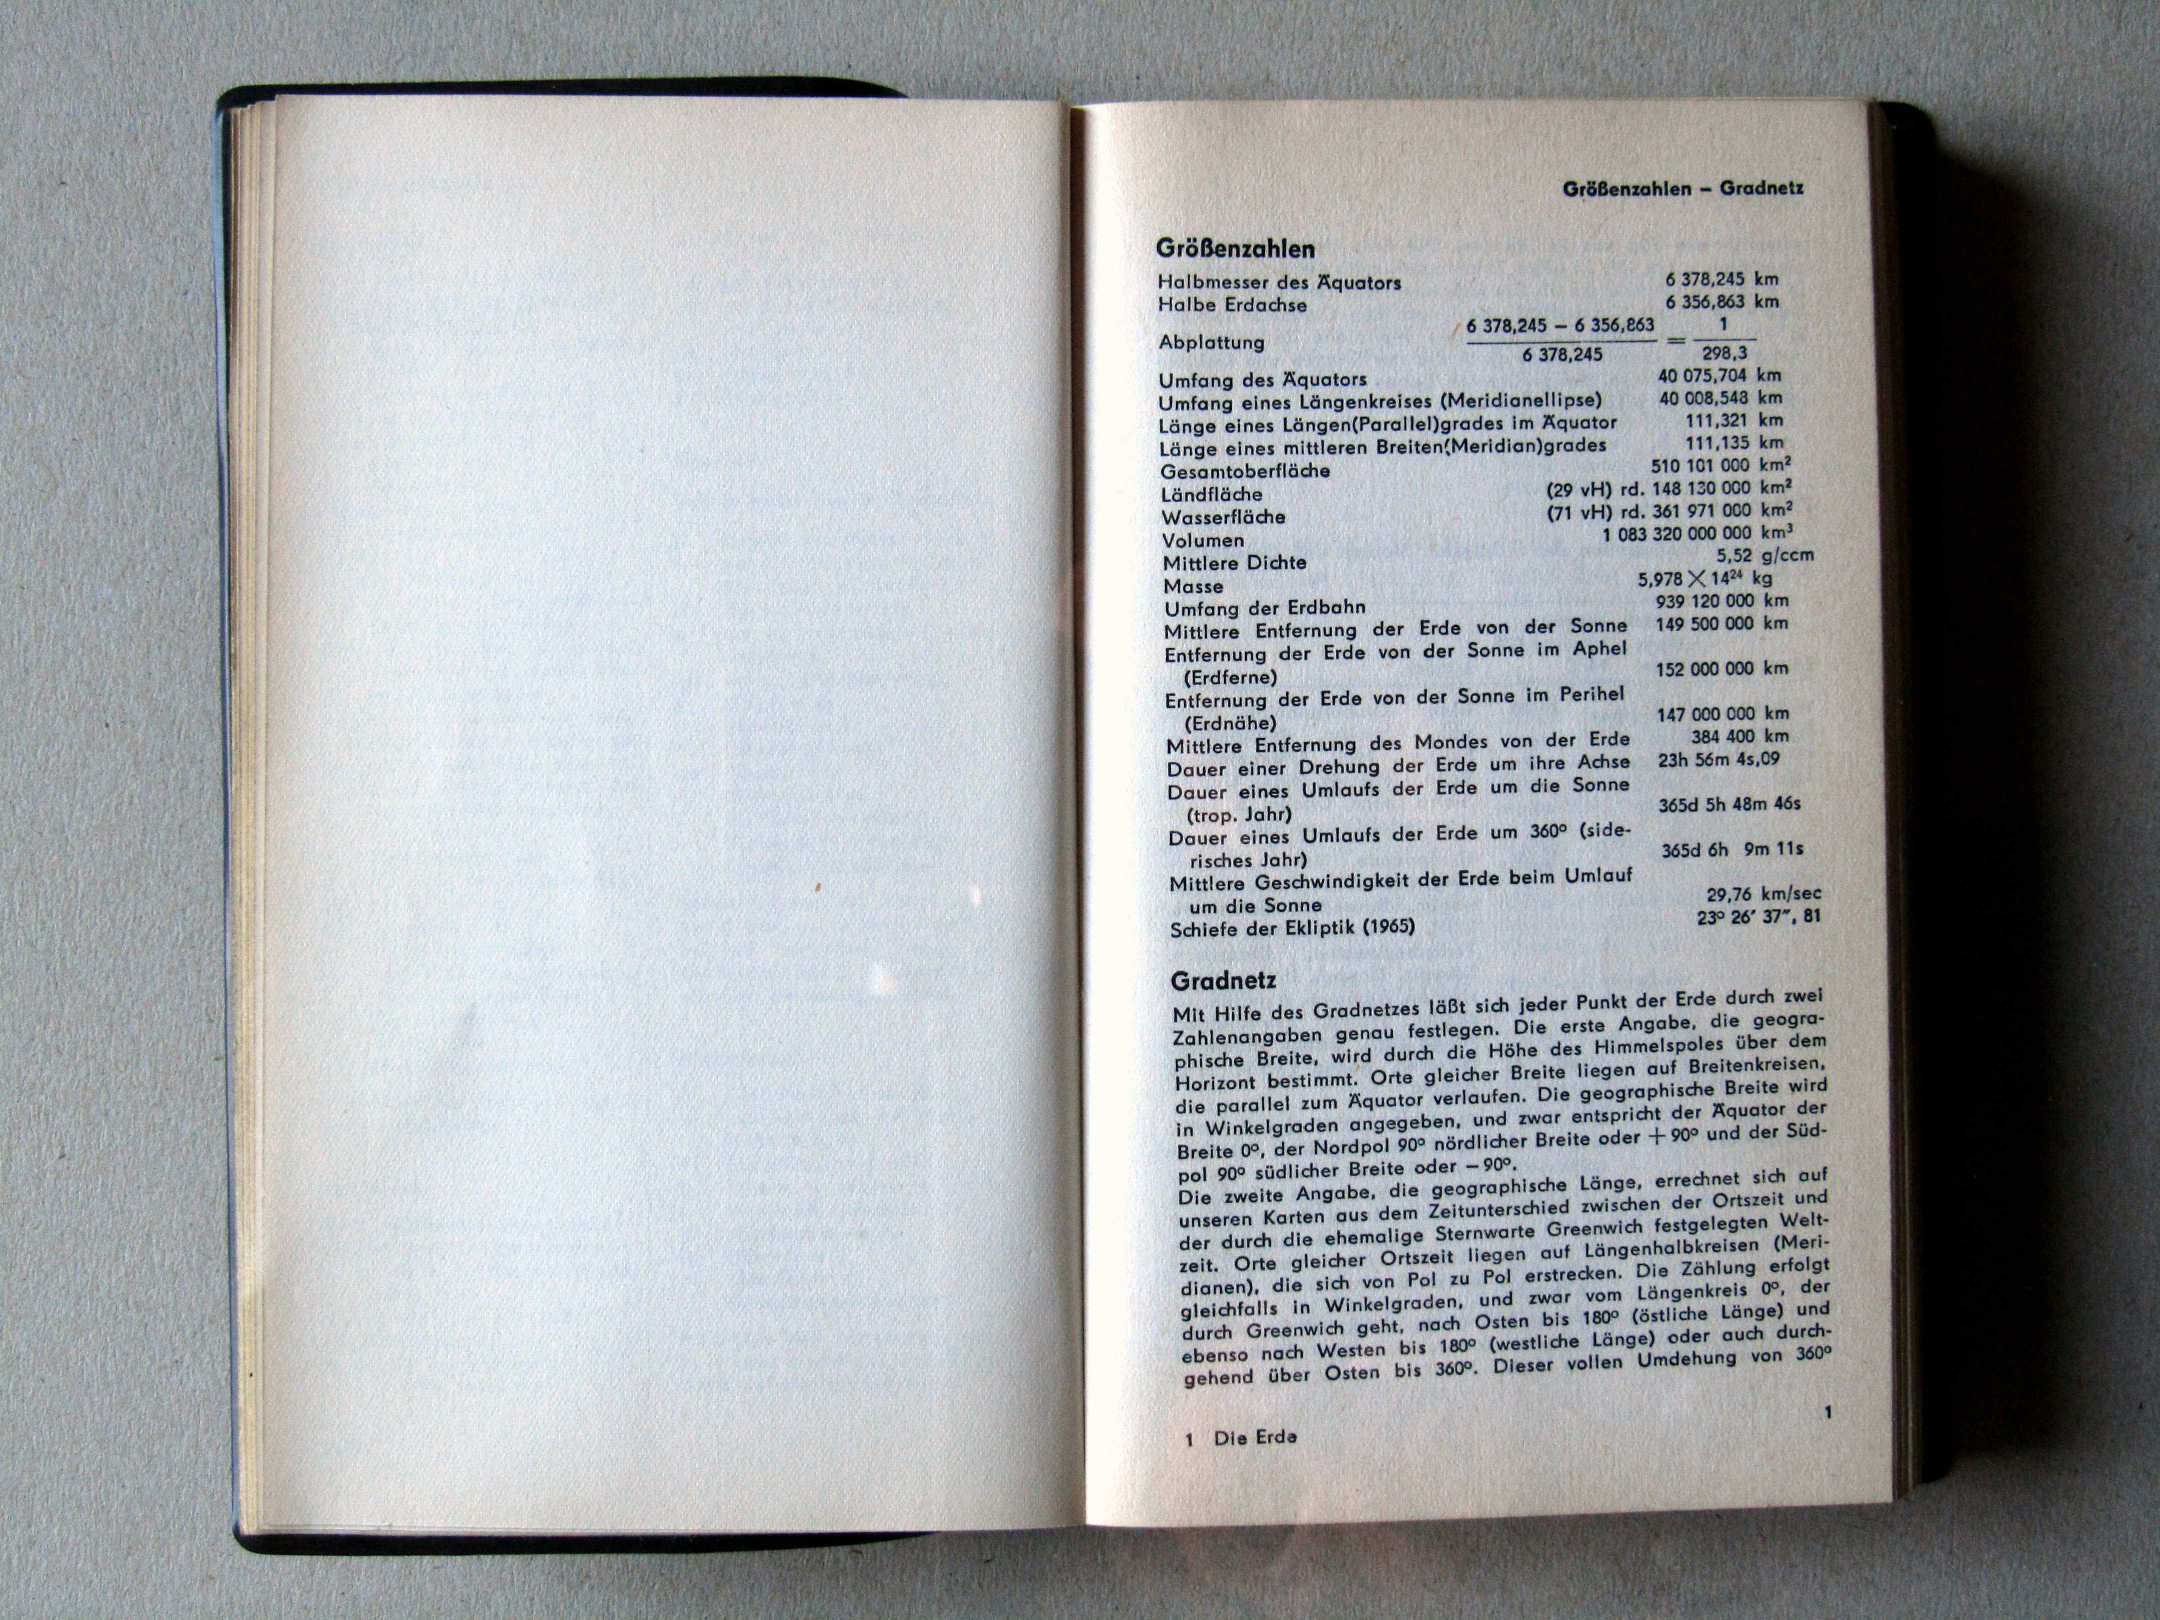 Größenzahlen – Gradnetz
Größenzahlen
Halbmesser des Äquators 6 378,245 km
Halbe Erdachse 6 356,863 km
6 378,245 – 6 356,863 1
Abplattung =
6 378,245 298,3
Umfang des Äquators 40 075,704 km
Umfang eines Längenkreises (Meridianellipse) 40 008,548 km
Länge eines Längen(Parallel)grades im Äquator 111,321 km
Länge eines mittleren Breiten(Meridian)grades 111,135 km
Gesamtoberfläche 510 101 000 km²
Ländfläche (29 vH) rd. 148 130 000 km²
Wasserfläche (71 vH) rd. 361 971 000 km²
Volumen 1 083 320 000 000 km³
Mittlere Dichte 5,52 g/ccm
Masse 5,978 ✕ 14²⁴ kg
Umfang der Erdbahn 939 120 000 km
Mittlere Entfernung der Erde von der Sonne 149 500 000 km
Entfernung der Erde von der Sonne im Aphel
(Erdferne) 152 000 000 km
Entfernung der Erde von der Sonne im Perihel
(Erdnähe) 147 000 000 km
Mittlere Entfernung des Mondes von der Erde 384 400 km
Dauer einer Drehung der Erde um ihre Achse 23h 56m 4s,09
Dauer eines Umlaufs der Erde um die Sonne
(trop. Jahr) 365d 5h 48m 46s
Dauer eines Umlaufs der Erde um 360° (side-
risches Jahr) 365d 6h 9m 11s
Mittlere Geschwindigkeit der Erde beim Umlauf
um die Sonne 29,76 km/sec
Schiefe der Ekliptik (1965) 23° 26′ 37″, 81
Gradnetz
Mit Hilfe des Gradnetzes läßt sich jeder Punkt der Erde durch zwei
Zahlenangaben genau festlegen. Die erste Angabe, die geogra-
phische Breite, wird durch die Höhe des Himmelspoles über dem
Horizont bestimmt. Orte gleicher Breite liegen auf Breitenkreisen,
die parallel zum Äquator verlaufen. Die geographische Breite wird
in Winkelgraden angegeben, und zwar entspricht der Äquator der
Breite 0°, der Nordpol 90° nördlicher Breite oder + 90° und der Süd-
pol 90° südlicher Breite oder – 90°.
Die zweite Angabe, die geographische Länge, errechnet sich auf
unseren Karten aus dem Zeitunterschied zwischen der Ortszeit und
der durch die ehemalige Sternwarte Greenwich festgelegten Welt-
zeit. Orte gleicher Ortszeit liegen auf Längenhalbkreisen (Meri-
dianen), die sich von Pol zu Pol erstrecken. Die Zählung erfolgt
gleichfalls in Winkelgraden, und zwar vom Längenkreis 0°, der
durch Greenwich geht, nach Osten bis 180° (östliche Länge) und
ebenso nach Westen bis 180° (westliche Länge) oder auch durch-
gehend über Osten bis 360°. Dieser vollen Umdehung von 360°
1
1 Die Erde